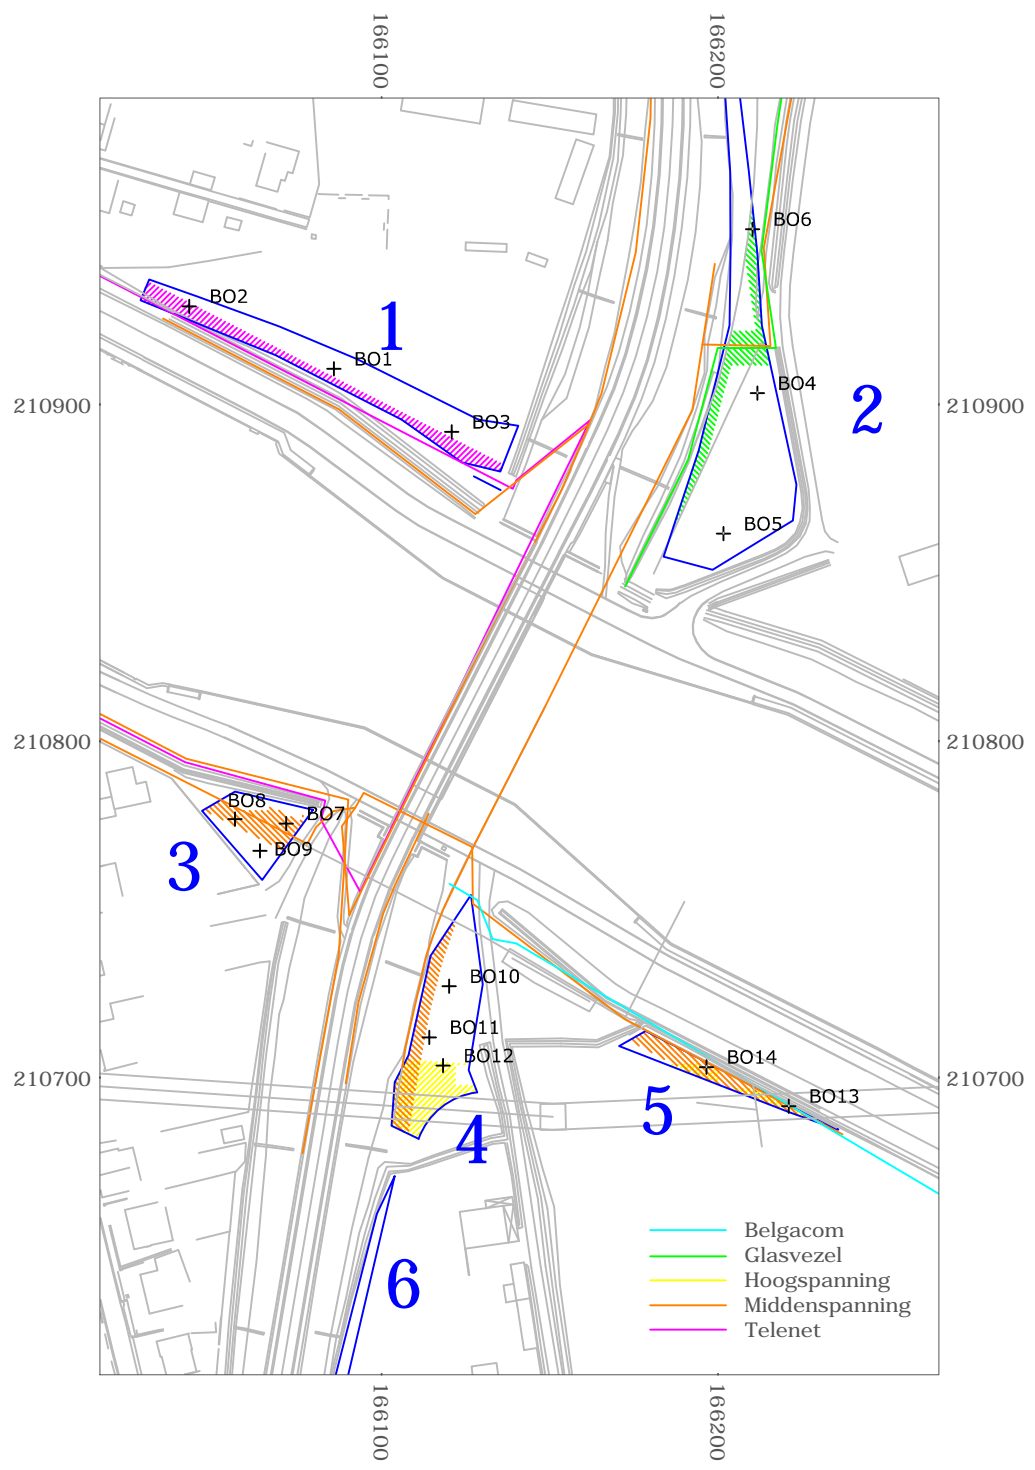 166100
166200
BO6
BO2
1
BO1
BO4
210900
210900
2
BO3
BO5
210800
210800
BO8
BO7
BO9
3
BO10
BO11
BO12
BO14
210700
210700
BO13
5
4
Belgacom
Glasvezel
6
Hoogspanning
Middenspanning
Telenet
166100
166200